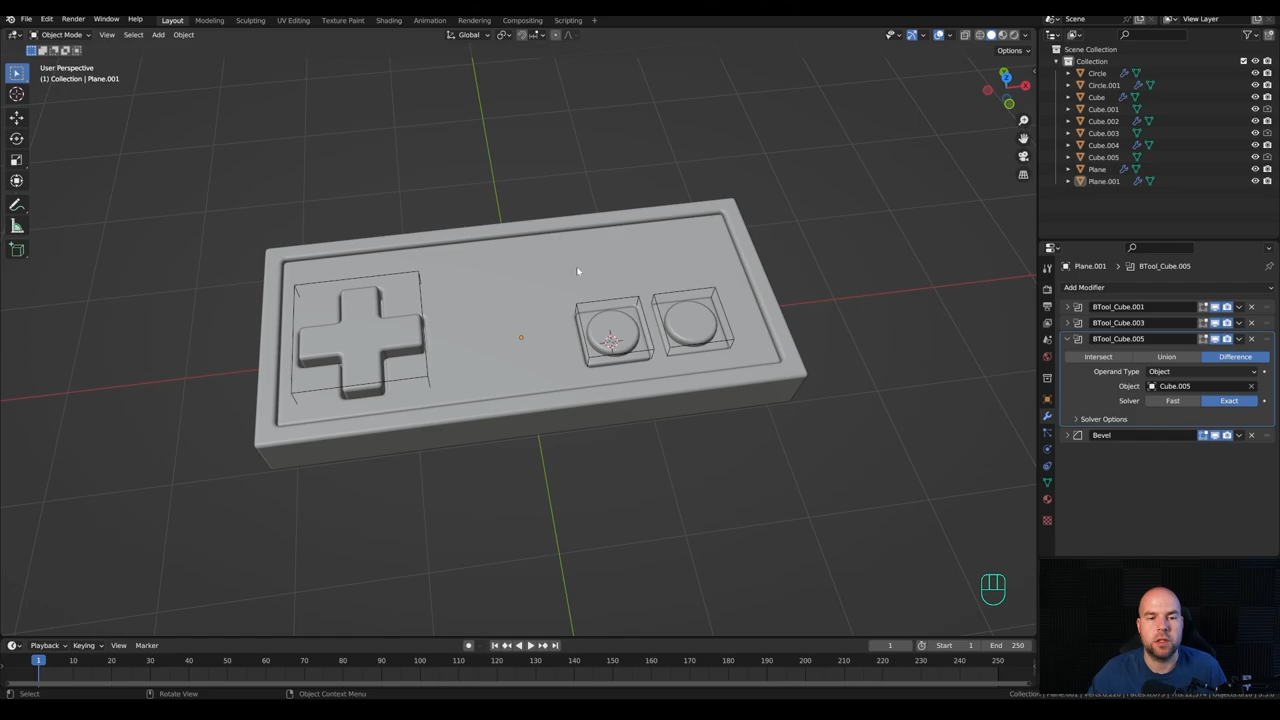 File Edit Render Window Help Layout Modeling Sculpting UV Editing Texture Paint Shading Animation Rendering Compositing Scripting + Scene View Layer
Object Mode View Select Add Object Global
Options
User Perspective
(1) Collection | Plane.001
Scene Collection
Collection
Circle
Circle.001
Cube
Cube.001
Cube.002
Cube.003
Cube.004
Cube.005
Plane
Plane.001
Z
X
Plane.001 > BTool_Cube.005
Add Modifier
BTool_Cube.001
BTool_Cube.003
BTool_Cube.005
Intersect Union Difference
Operand Type Object
Object Cube.005
Solver Fast Exact
Solver Options
Bevel
Playback Keying View Marker 1 Start 1 End 250
1 10 20 30 40 50 60 70 80 90 100 110 120 130 140 150 160 170 180 190 200 210 220 230 240 250
Select Rotate View Object Context Menu